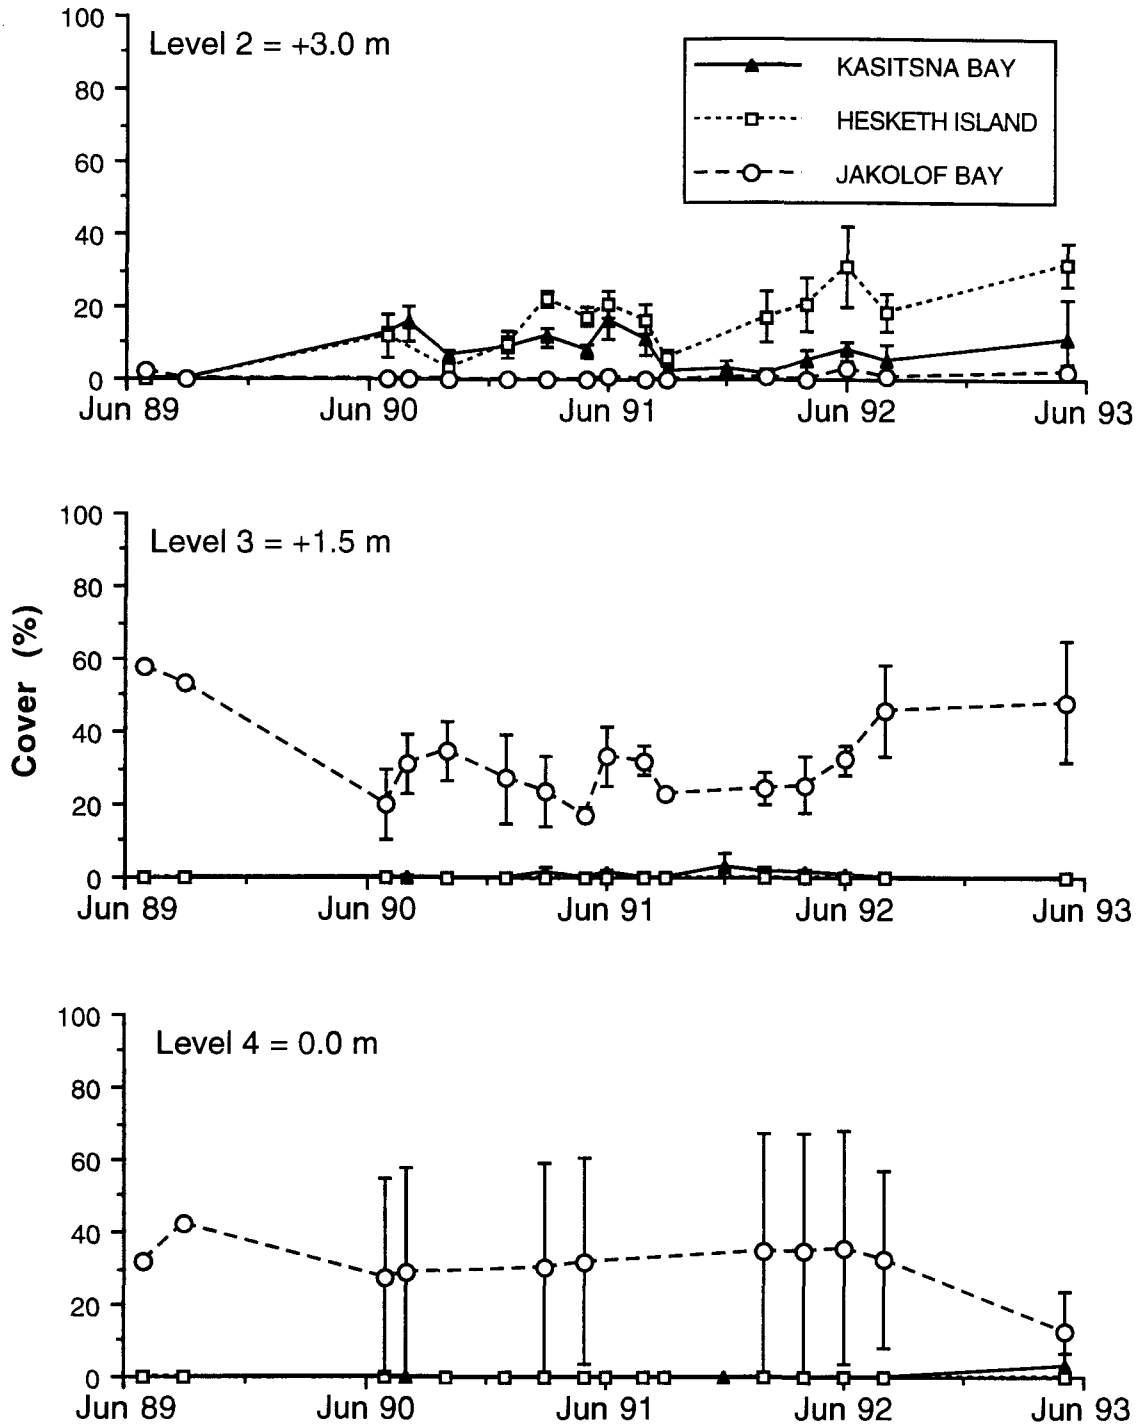 100
Level 2 = +3.0 m
KASITSNA BAY
80
HESKETH ISLAND
60
JAKOLOF BAY
40
20
0
Jun 89 Jun 90 Jun 91 Jun 92 Jun 93
Cover (%)
100
Level 3 = +1.5 m
80
60
40
20
0
Jun 89 Jun 90 Jun 91 Jun 92 Jun 93
100
Level 4 = 0.0 m
80
60
40
20
0
Jun 89 Jun 90 Jun 91 Jun 92 Jun 93